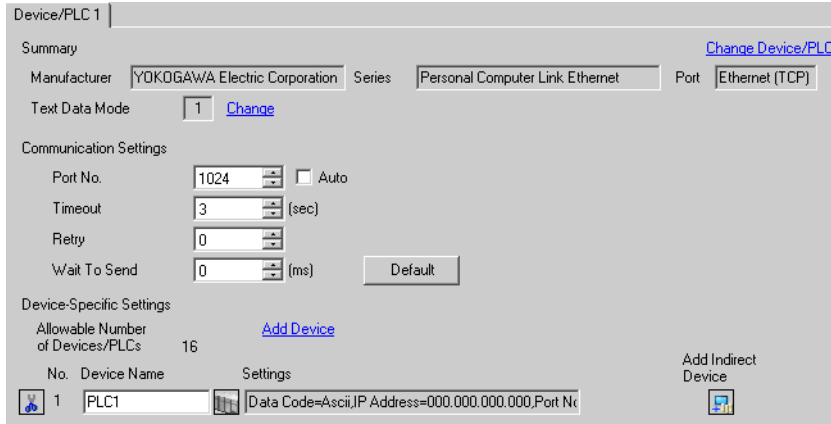 Device/PLC 1
Summary
Change Device/PLC
Manufacturer YOKOGAWA Electric Corporation Series Personal Computer Link Ethernet Port Ethernet (TCP)
Text Data Mode 1 Change
Communication Settings
Port No. 1024 Auto
Timeout 3 (sec)
Retry 0
Wait To Send 0 (ms) Default
Device-Specific Settings
Allowable Number
of Devices/PLCs 16 Add Device
No. Device Name Settings Add Indirect
Device
1 PLC1 Data Code=Ascii,IP Address=000.000.000.000,Port